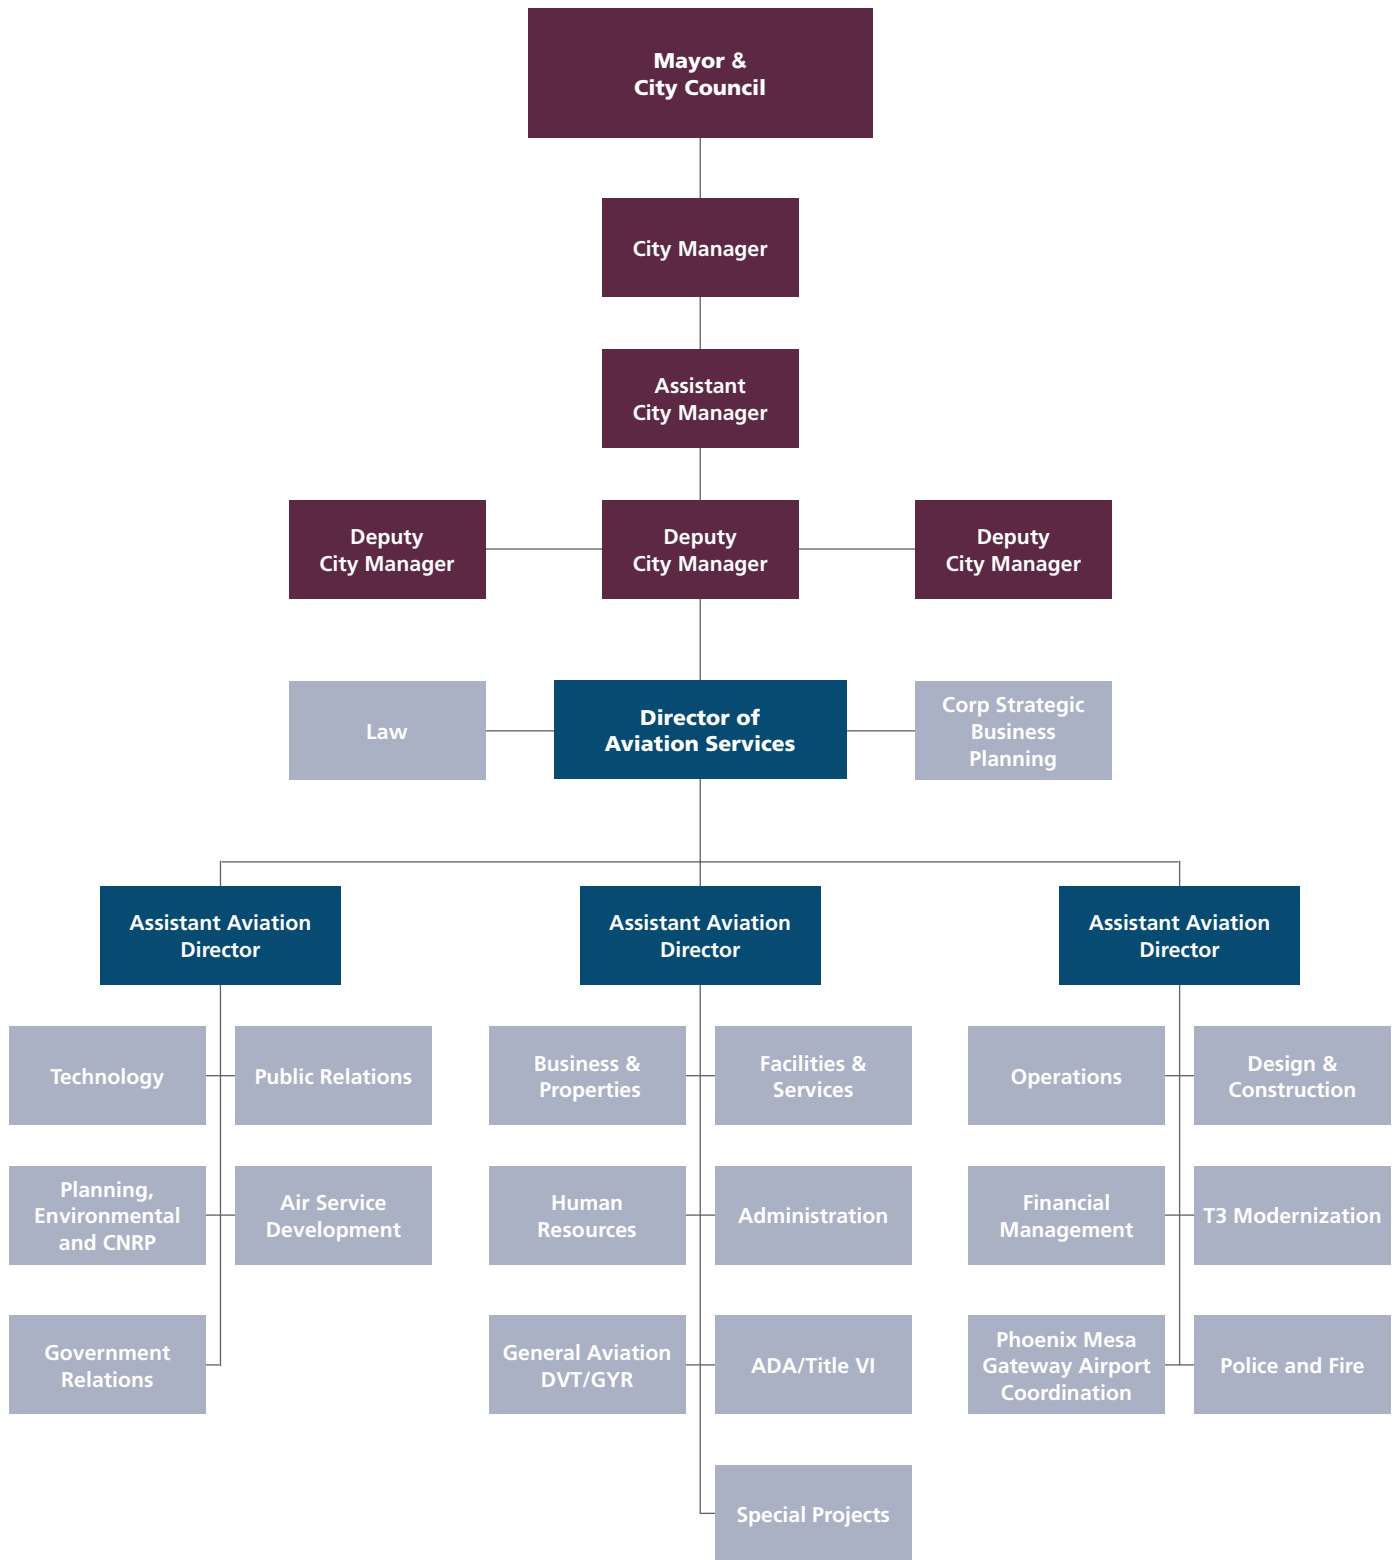 Mayor &
City Council
City Manager
Assistant
City Manager
Deputy
City Manager
Deputy
City Manager
Deputy
City Manager
Law
Director of
Aviation Services
Corp Strategic
Business
Planning
Assistant Aviation
Director
Assistant Aviation
Director
Assistant Aviation
Director
Technology
Public Relations
Planning,
Environmental
and CNRP
Air Service
Development
Government
Relations
Business &
Properties
Facilities &
Services
Human
Resources
Administration
General Aviation
DVT/GYR
ADA/Title VI
Special Projects
Operations
Design &
Construction
Financial
Management
T3 Modernization
Phoenix Mesa
Gateway Airport
Coordination
Police and Fire